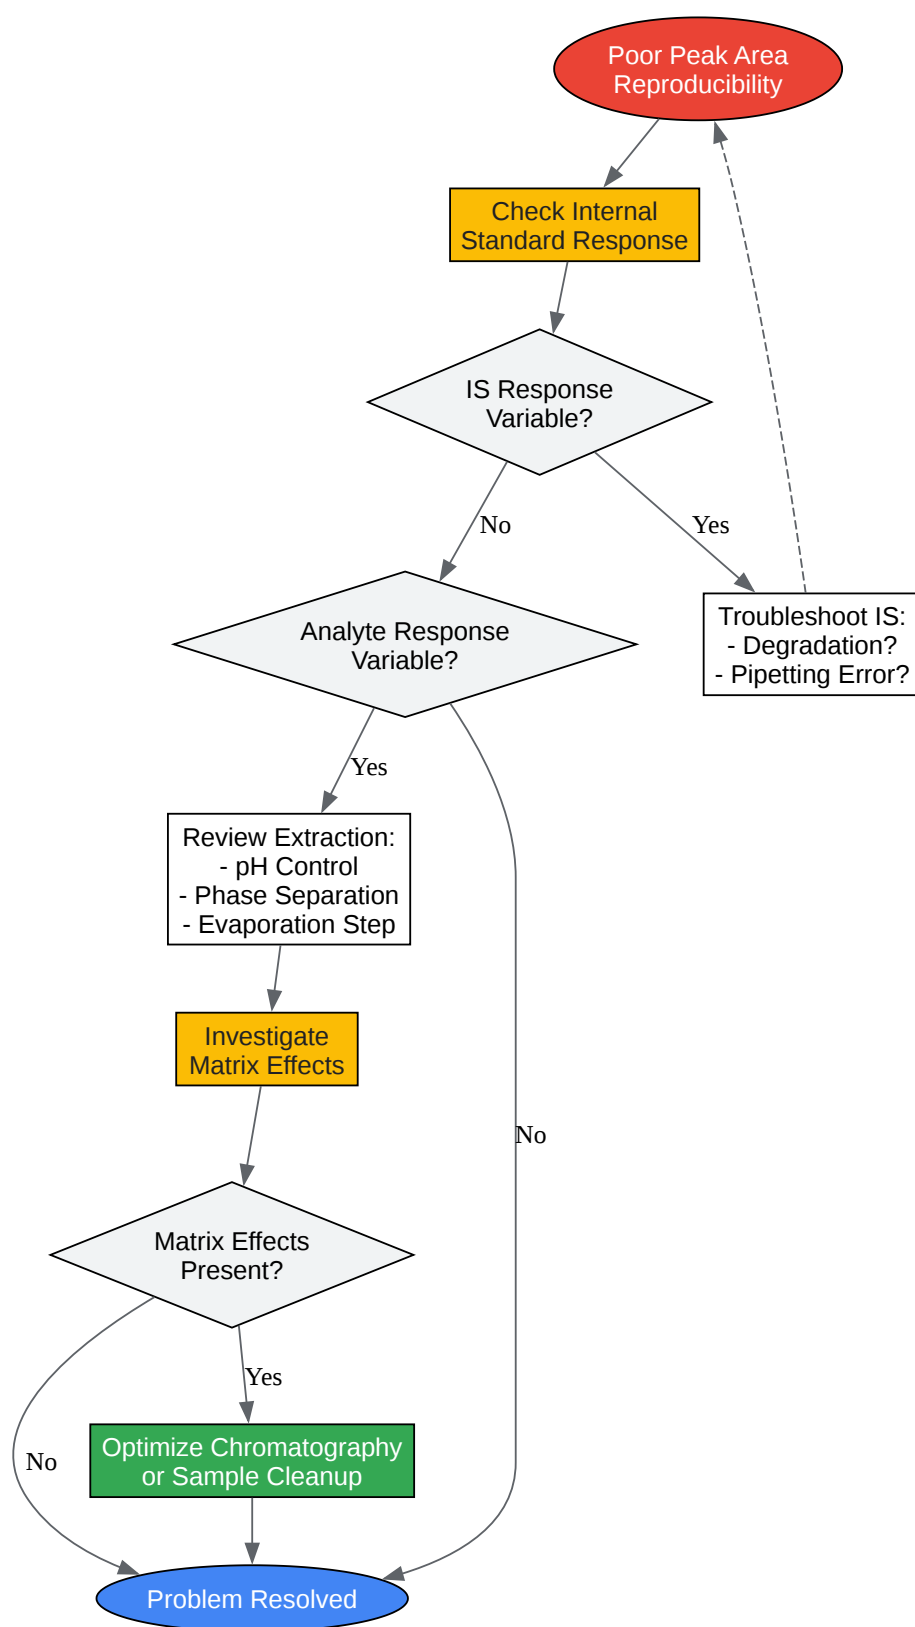 Poor Peak Area
Reproducibility
Check Internal
Standard Response
IS Response
Variable?
No
Yes
Analyte Response
Variable?
Troubleshoot IS:
- Degradation?
- Pipetting Error?
Yes
Review Extraction:
- pH Control
- Phase Separation
- Evaporation Step
Investigate
Matrix Effects
No
Matrix Effects
Present?
Yes
No
Optimize Chromatography
or Sample Cleanup
Problem Resolved